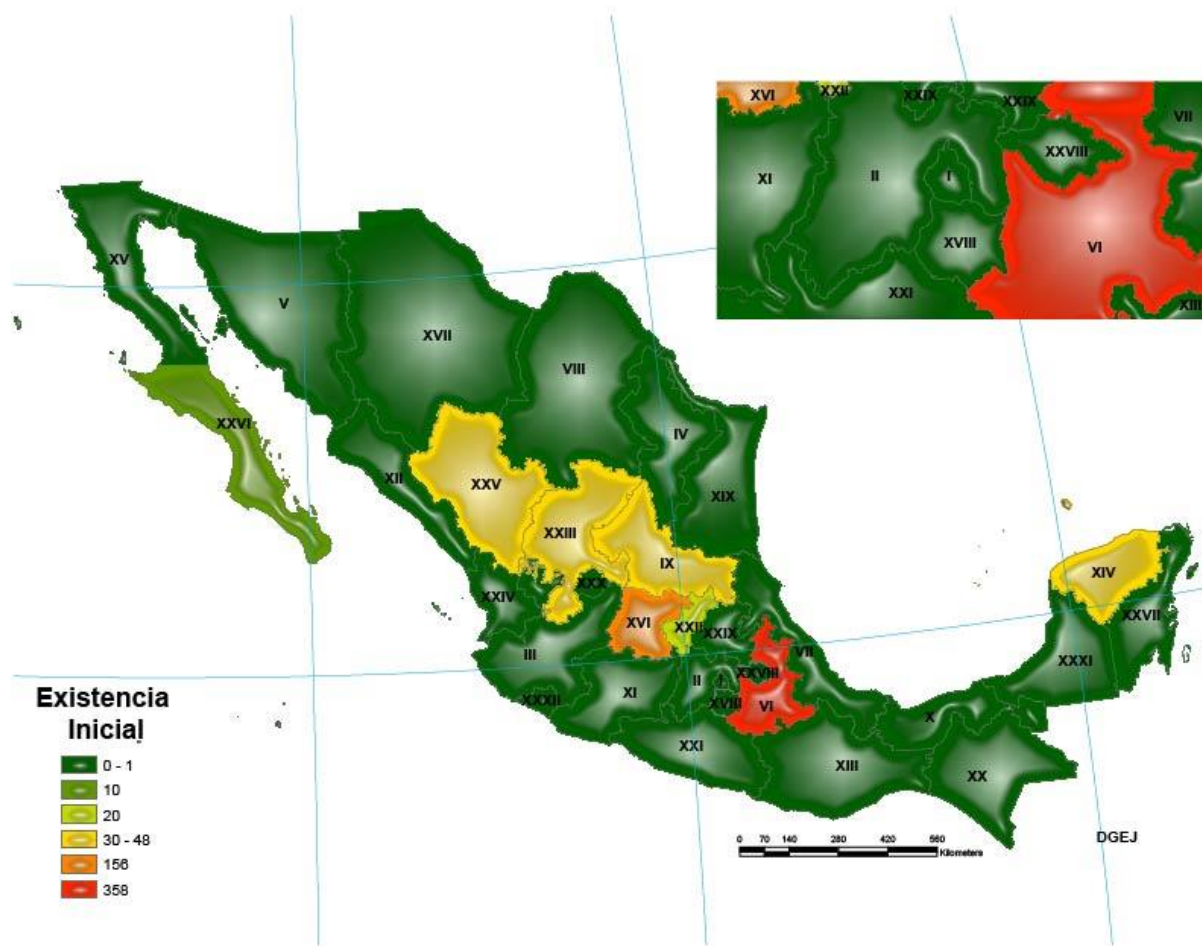 XVI
XXII
XXIX
XXIX
VII
XXVIII
XI
II
I
XVIII
VI
XXI
XIII
XV
V
XVII
VIII
XXVI
IV
XII
XXV
XIX
XXIII
IX
XIV
XXX
XXIV
XVI
XXII
XXIX
XXVII
III
VII
XXXI
XXVIII
XXXII
XI
II
I
XVIII
VI
X
XXI
XIII
XX
Existencia
Inicial
0 - 1
10
20
30 - 48
156
358
0 70 140 280 420 560
Kilometers
DGEJ